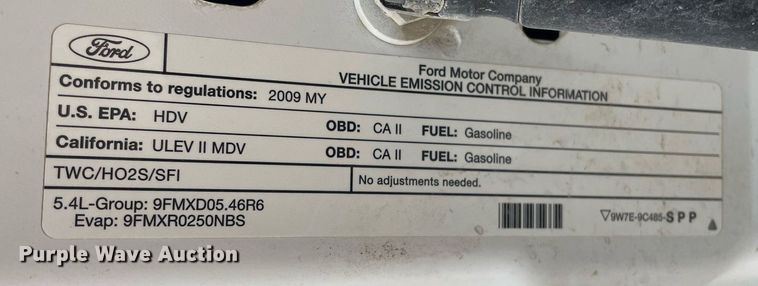 Ford
Ford Motor Company
VEHICLE EMISSION CONTROL INFORMATION
Conforms to regulations: 2009 MY
U.S. EPA: HDV OBD: CA II FUEL: Gasoline
California: ULEV II MDV OBD: CA II FUEL: Gasoline
TWC/HO2S/SFI No adjustments needed.
5.4L-Group: 9FMXD05.46R6
Evap: 9FMXR0250NBS
▽9W7E-9C485-SPP
Purple Wave Auction